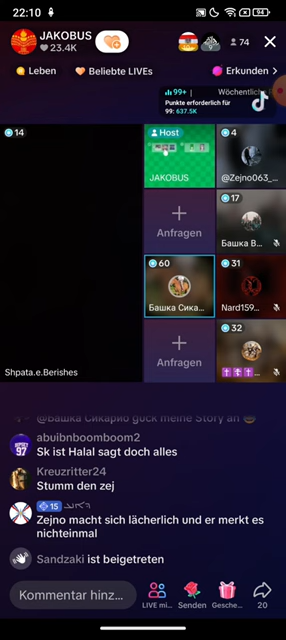 22:10
94
JAKOBUS
23.4K
74
Leben
Beliebte LIVEs
Erkunden
99+
Wöchentlich
Punkte erforderlich für
99: 637.5K
TikTok
14
Host
4
JAKOBUS
@Zejno063_...
Anfragen
17
Башка В...
60
31
Башка Сика...
Nard159...
Anfragen
32
Shpata.e.Berishes
✝✝✝...
@Башка Сикарио guck meine Story an
abuibnboomboom2
Sk ist Halal sagt doch alles
Kreuzritter24
Stumm den zej
15
Zejno macht sich lächerlich und er merkt es
nichteinmal
Sandzaki ist beigetreten
Kommentar hinz...
LIVE mi...
Senden
Gesche...
20